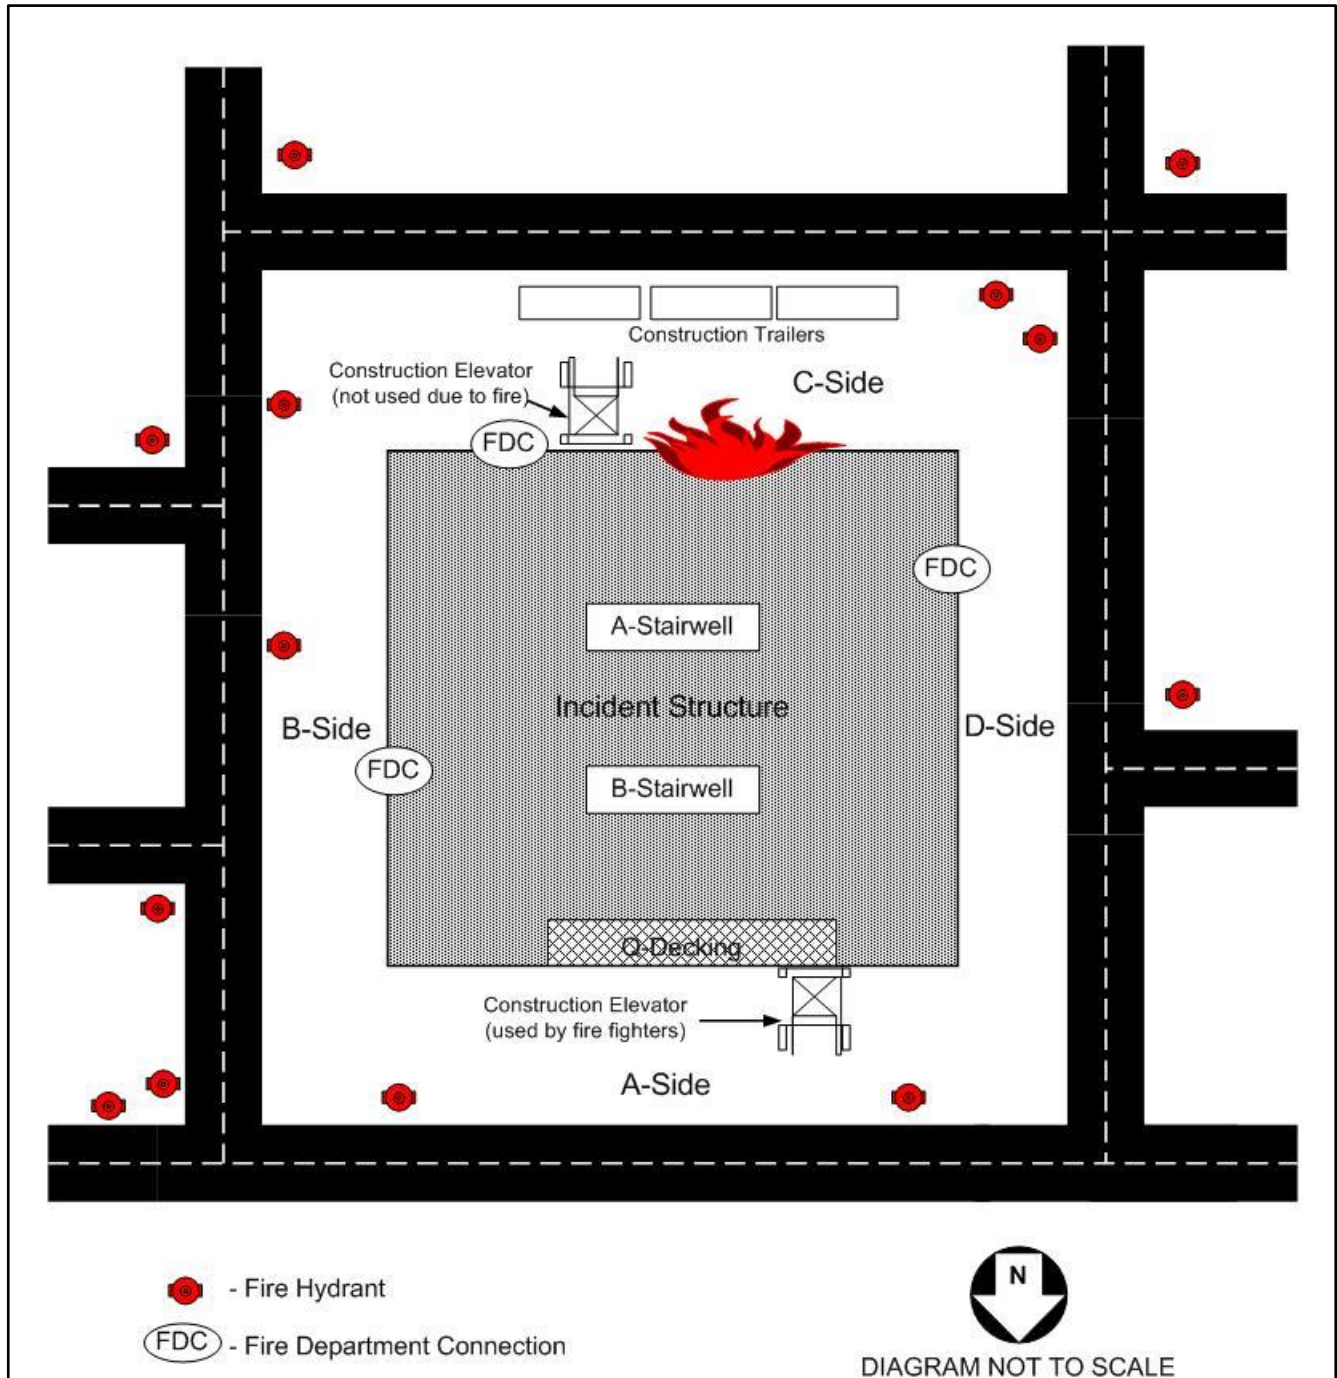 Construction Trailers
Construction Elevator
(not used due to fire)
C-Side
FDC
FDC
A-Stairwell
Incident Structure
B-Side
D-Side
FDC
B-Stairwell
Q-Decking
Construction Elevator
(used by fire fighters)
A-Side
- Fire Hydrant
N
FDC - Fire Department Connection
DIAGRAM NOT TO SCALE